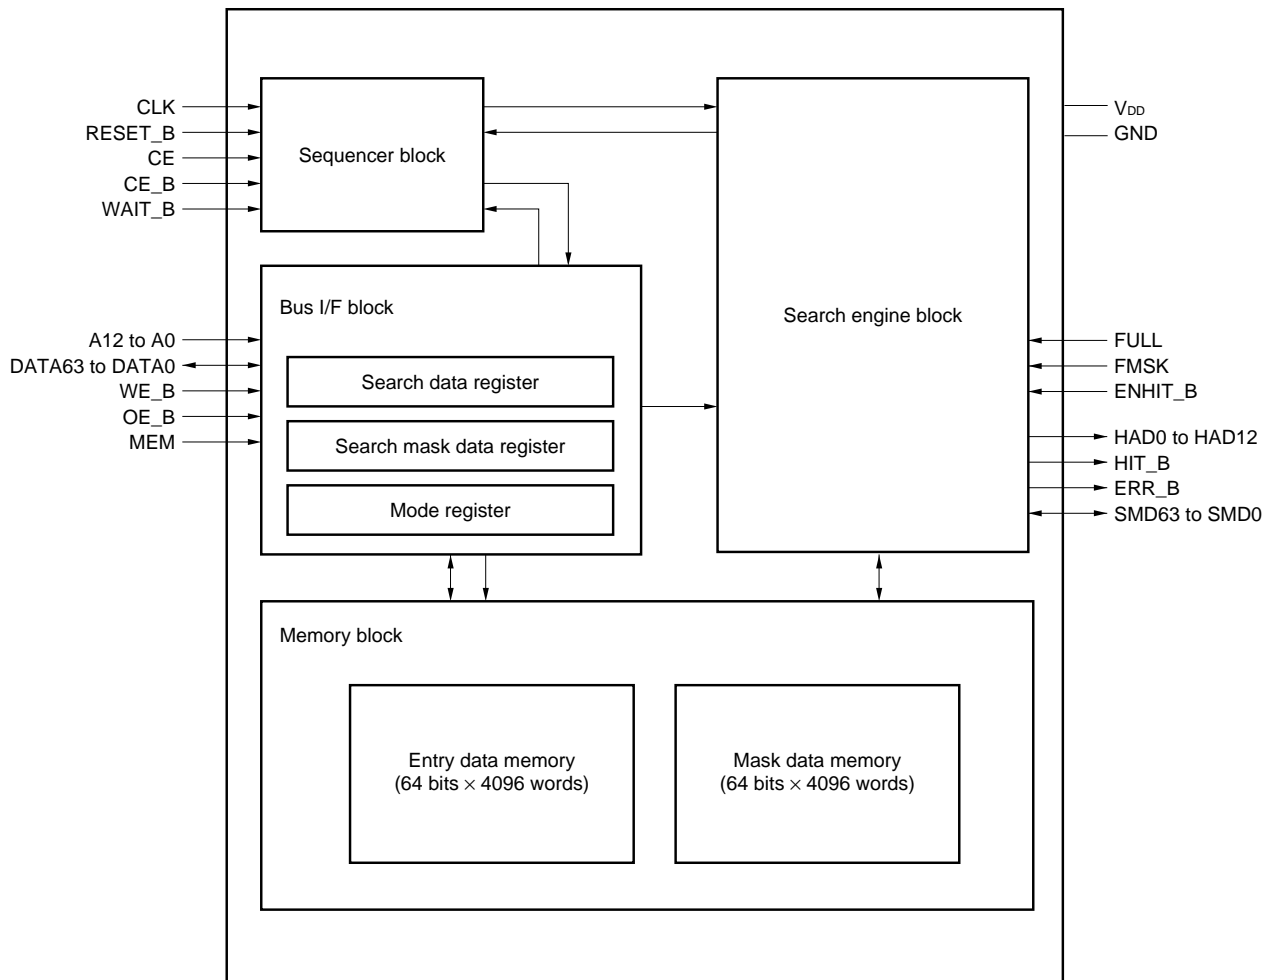 CLK
RESET_B
CE
CE_B
WAIT_B
Sequencer block
VDD
GND
Bus I/F block
A12 to A0
DATA63 to DATA0
WE_B
OE_B
MEM
Search data register
Search mask data register
Mode register
Search engine block
FULL
FMSK
ENHIT_B
HAD0 to HAD12
HIT_B
ERR_B
SMD63 to SMD0
Memory block
Entry data memory
(64 bits × 4096 words)
Mask data memory
(64 bits × 4096 words)